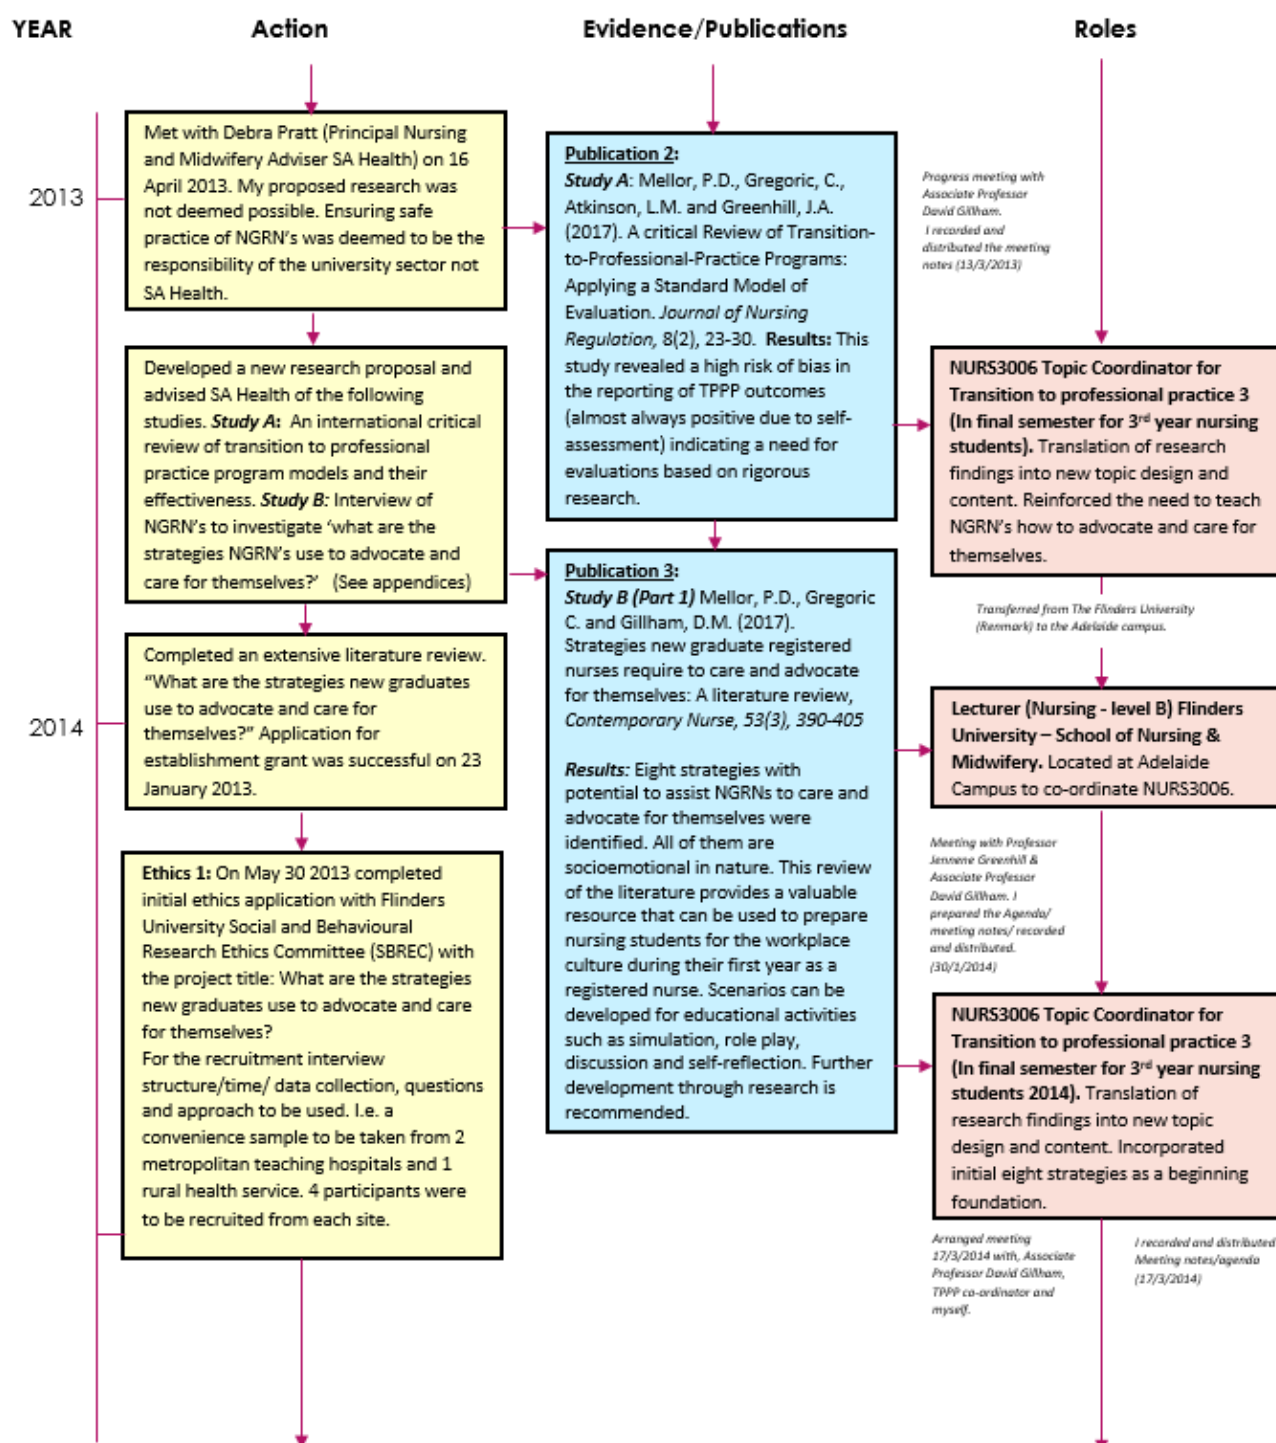 YEAR
Action
Evidence/Publications
Roles
2013
2014
Met with Debra Pratt (Principal Nursing
and Midwifery Adviser SA Health) on 16
April 2013. My proposed research was
not deemed possible. Ensuring safe
practice of NGRN’s was deemed to be the
responsibility of the university sector not
SA Health.
Developed a new research proposal and
advised SA Health of the following
studies. Study A: An international critical
review of transition to professional
practice program models and their
effectiveness. Study B: Interview of
NGRN’s to investigate ‘what are the
strategies NGRN’s use to advocate and
care for themselves?’ (See appendices)
Completed an extensive literature review.
“What are the strategies new graduates
use to advocate and care for
themselves?” Application for
establishment grant was successful on 23
January 2013.
Ethics 1: On May 30 2013 completed
initial ethics application with Flinders
University Social and Behavioural
Research Ethics Committee (SBREC) with
the project title: What are the strategies
new graduates use to advocate and care
for themselves?
For the recruitment interview
structure/time/ data collection, questions
and approach to be used. I.e. a
convenience sample to be taken from 2
metropolitan teaching hospitals and 1
rural health service. 4 participants were
to be recruited from each site.
Publication 2:
Study A: Mellor, P.D., Gregoric, C.,
Atkinson, L.M. and Greenhill, J.A.
(2017). A critical Review of Transition-
to-Professional-Practice Programs:
Applying a Standard Model of
Evaluation. Journal of Nursing
Regulation, 8(2), 23-30. Results: This
study revealed a high risk of bias in
the reporting of TPPP outcomes
(almost always positive due to self-
assessment) indicating a need for
evaluations based on rigorous
research.
Publication 3:
Study B (Part 1) Mellor, P.D., Gregoric
C. and Gillham, D.M. (2017).
Strategies new graduate registered
nurses require to care and advocate
for themselves: A literature review,
Contemporary Nurse, 53(3), 390-405
Results: Eight strategies with
potential to assist NGRNs to care and
advocate for themselves were
identified. All of them are
socioemotional in nature. This review
of the literature provides a valuable
resource that can be used to prepare
nursing students for the workplace
culture during their first year as a
registered nurse. Scenarios can be
developed for educational activities
such as simulation, role play,
discussion and self-reflection. Further
development through research is
recommended.
Progress meeting with
Associate Professor
David Gillham.
I recorded and
distributed the meeting
notes (13/3/2013)
NURS3006 Topic Coordinator for
Transition to professional practice 3
(In final semester for 3rd year nursing
students). Translation of research
findings into new topic design and
content. Reinforced the need to teach
NGRN’s how to advocate and care for
themselves.
Transferred from The Flinders University
(Renmark) to the Adelaide campus.
Lecturer (Nursing - level B) Flinders
University – School of Nursing &
Midwifery. Located at Adelaide
Campus to co-ordinate NURS3006.
Meeting with Professor
Jennene Greenhill &
Associate Professor
David Gillham. I
prepared the Agenda/
meeting notes/ recorded
and distributed.
(30/1/2014)
NURS3006 Topic Coordinator for
Transition to professional practice 3
(In final semester for 3rd year nursing
students 2014). Translation of
research findings into new topic
design and content. Incorporated
initial eight strategies as a beginning
foundation.
Arranged meeting
17/3/2014 with, Associate
Professor David Gillham,
TPPP co-ordinator and
myself.
I recorded and distributed
Meeting notes/agenda
(17/3/2014)